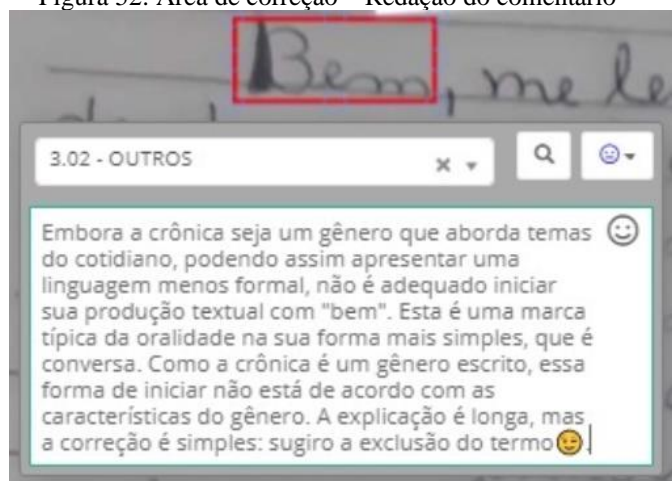 Figura 32: Área de correção – Redação do comentário
Bem, me le
3.02 - OUTROS
Embora a crônica seja um gênero que aborda temas
do cotidiano, podendo assim apresentar uma
linguagem menos formal, não é adequado iniciar
sua produção textual com "bem". Esta é uma marca
típica da oralidade na sua forma mais simples, que é
conversa. Como a crônica é um gênero escrito, essa
forma de iniciar não está de acordo com as
características do gênero. A explicação é longa, mas
a correção é simples: sugiro a exclusão do termo😉.